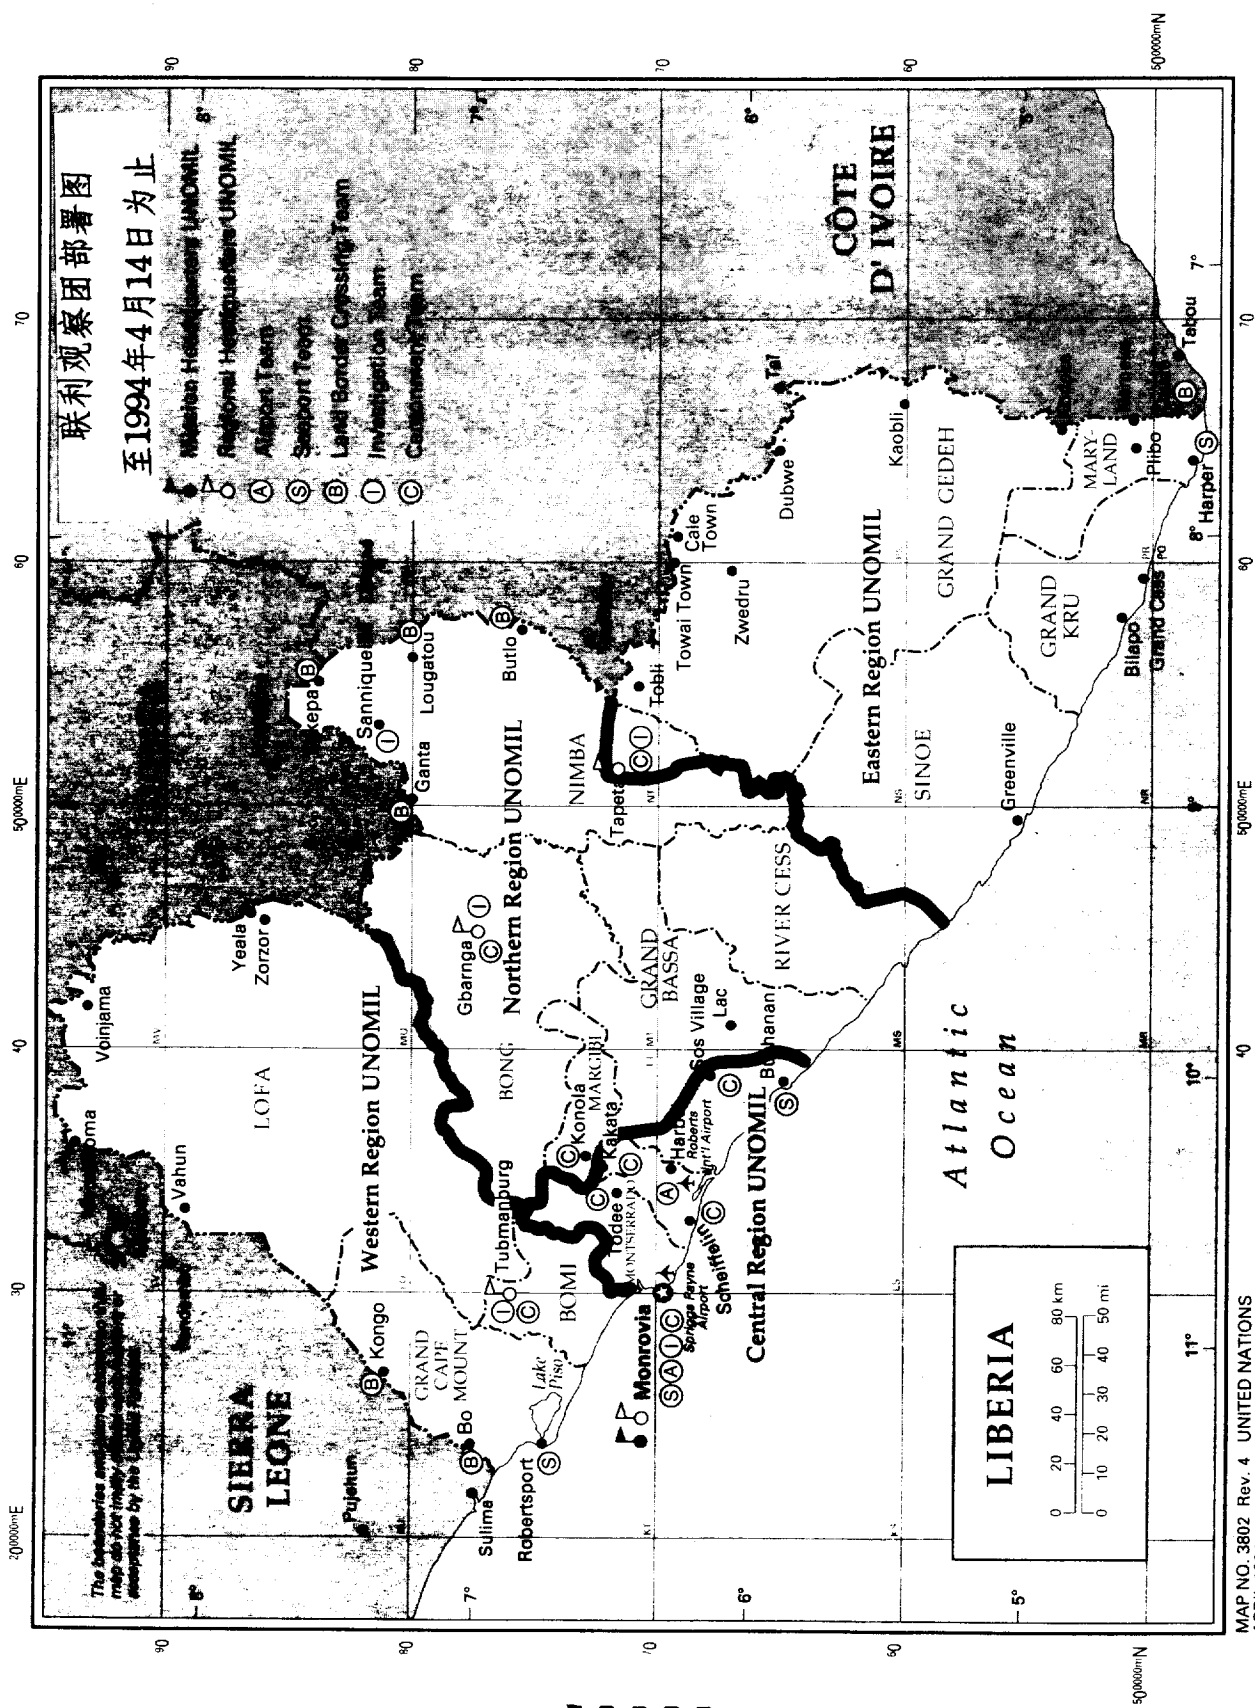 联利观察团部署图
至1994年4月14日为止
Mission Headquarters UNOMIL
Regional Headquarters UNOMIL
A Airport Team
S Seaport Team
B Land Border Crossing Team
I Investigation Team
C Cantonment Team
SIERRA
LEONE
CÔTE
D' IVOIRE
Western Region UNOMIL
Northern Region UNOMIL
Eastern Region UNOMIL
Central Region UNOMIL
LOFA
BONG
NIMBA
GRAND
CAPE
MOUNT
BOMI
MONTSERRADO
MARGIBI
GRAND
BASSA
RIVER CESS
SINOE
GRAND GEDEH
GRAND
KRU
MARY-
LAND
Voinjama
Vahun
Yeala
Zorzor
Kongo
Pujehun
Bo
Sulima
Robertsport
Lake
Piso
Tubmanburg
Gbarnga
Ganta
Sanniquel
Lougatou
Butlo
Tapeta
Tobli
Towai Town
Cale
Town
Zwedru
Dubwe
Taï
Kaobli
Konola
Kakata
Todee
Harb
Roberts
Int'l Airport
Scheiffelin
Spriggs Payne
Airport
Monrovia
S A I C
Sos Village
Lac
Buchanan
Greenville
Bilapo
Grand Cess
Plibo
Harper
Tabou
Atlantic
Ocean
LIBERIA
0 20 40 60 80 km
0 10 20 30 40 50 mi
MAP NO. 3802 Rev. 4 UNITED NATIONS